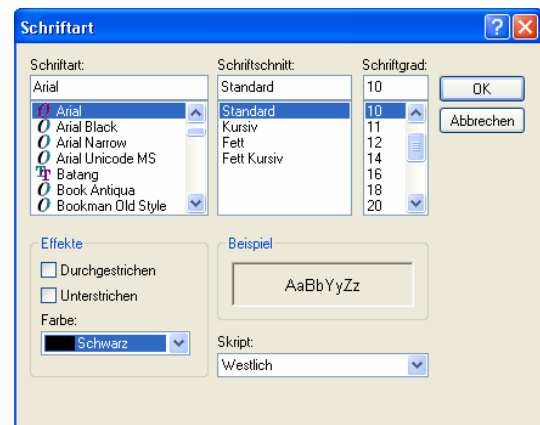 Schriftart
Schriftart: Schriftschnitt: Schriftgrad:
Arial Standard 10 OK
Arial Standard 10 Abbrechen
Arial Black Kursiv 11
Arial Narrow Fett 12
Arial Unicode MS Fett Kursiv 14
Batang 16
Book Antiqua 18
Bookman Old Style 20
Effekte Beispiel
Durchgestrichen
AaBbYyZz
Unterstrichen
Farbe:
Schwarz Skript:
Westlich